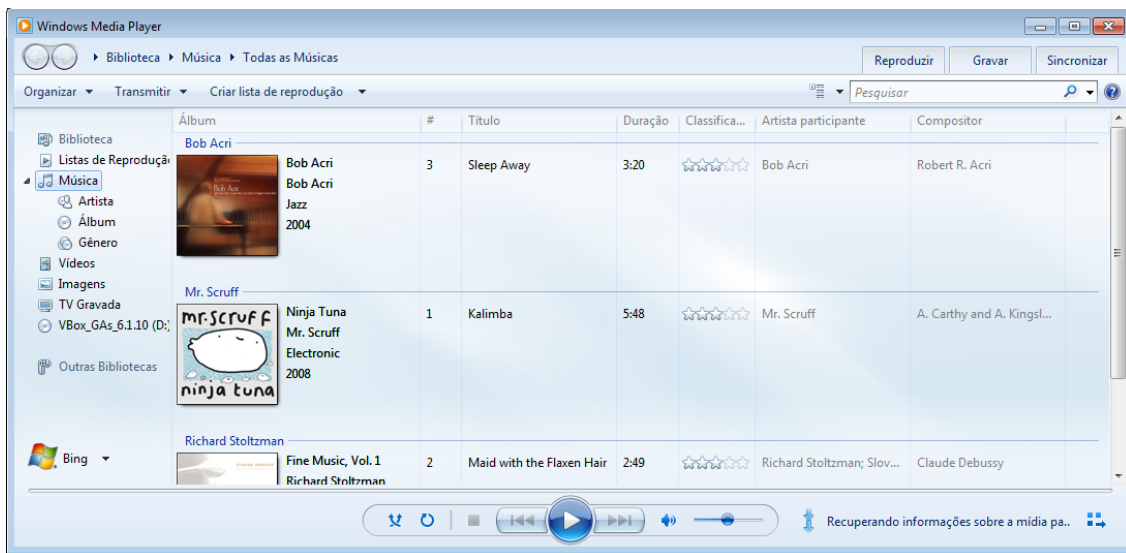 Windows Media Player
Biblioteca Música Todas as Músicas
Reproduzir Gravar Sincronizar
Organizar Transmitir Criar lista de reprodução Pesquisar
Álbum # Título Duração Classifica... Artista participante Compositor
Biblioteca
Listas de Reproduçã
Música
Artista
Álbum
Gênero
Vídeos
Imagens
TV Gravada
VBox_GAs_6.1.10 (D:)
Outras Bibliotecas
Bing
Bob Acri
Bob Acri
Bob Acri 3 Sleep Away 3:20 Bob Acri Robert R. Acri
Bob Acri
Jazz
2004
Mr. Scruff
mr.scruff
ninja tuna
Ninja Tuna 1 Kalimba 5:48 Mr. Scruff A. Carthy and A. Kingsl...
Mr. Scruff
Electronic
2008
Richard Stoltzman
Fine Music, Vol. 1 2 Maid with the Flaxen Hair 2:49 Richard Stoltzman; Slov... Claude Debussy
Richard Stoltzman
Recuperando informações sobre a mídia pa..